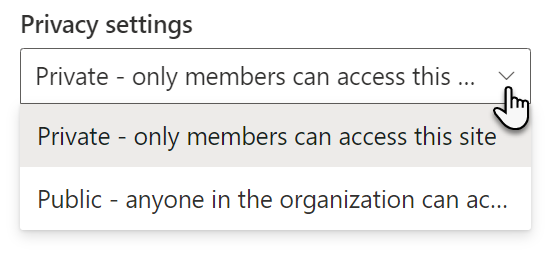 Privacy settings
Private - only members can access this ...
Private - only members can access this site
Public - anyone in the organization can ac...